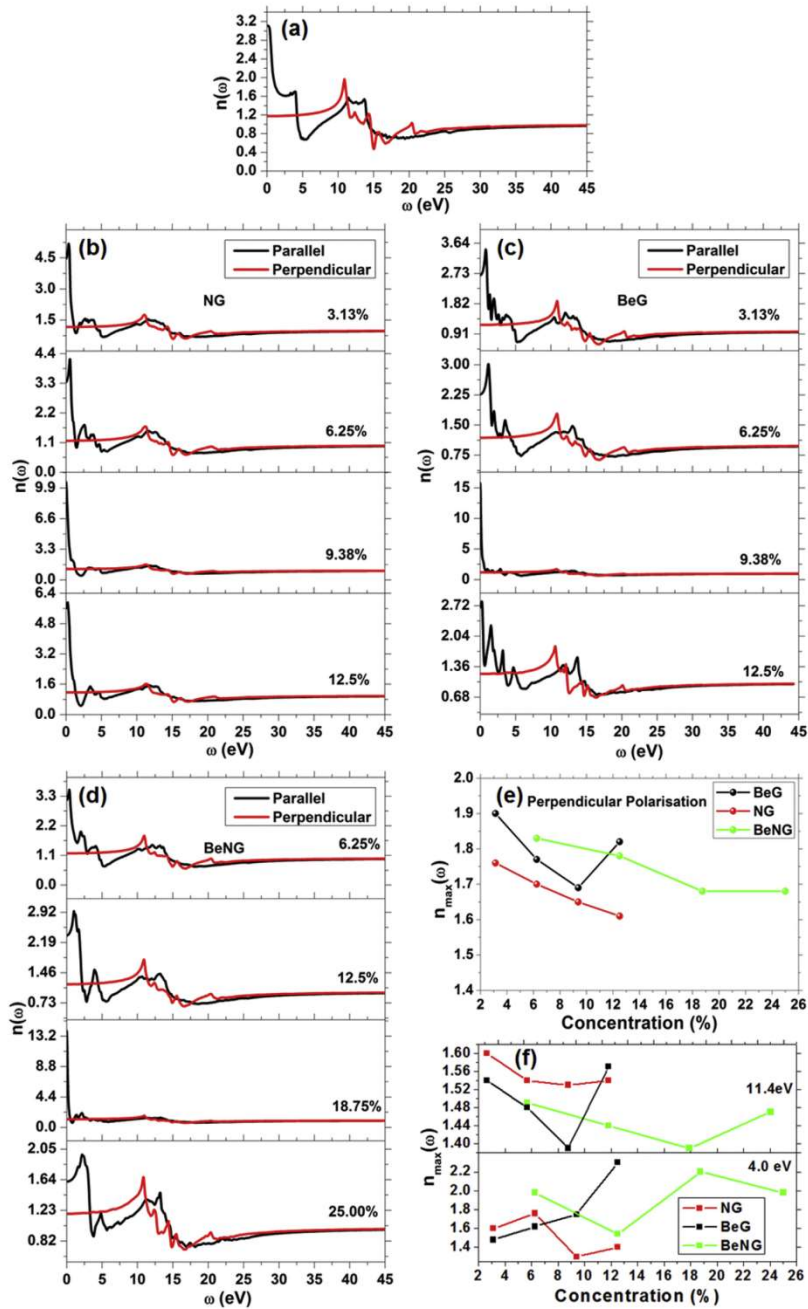 (a)
n(ω)
3.2
2.8
2.4
2.0
1.6
1.2
0.8
0.4
0.0
0 5 10 15 20 25 30 35 40 45
ω (eV)
(b)
Parallel
Perpendicular
NG
n(ω)
4.5
3.0
1.5
3.13%
4.4
3.3
2.2
1.1
0.0
6.25%
9.9
6.6
3.3
0.0
9.38%
6.4
4.8
3.2
1.6
0.0
12.5%
0 5 10 15 20 25 30 35 40 45
ω (eV)
(c)
Parallel
Perpendicular
BeG
n(ω)
3.64
2.73
1.82
0.91
3.13%
3.00
2.25
1.50
0.75
6.25%
15
10
5
0
9.38%
2.72
2.04
1.36
0.68
12.5%
0 5 10 15 20 25 30 35 40 45
ω (eV)
(d)
Parallel
Perpendicular
BeNG
n(ω)
3.3
2.2
1.1
0.0
6.25%
2.92
2.19
1.46
0.73
12.5%
13.2
8.8
4.4
0.0
18.75%
2.05
1.64
1.23
0.82
25.00%
0 5 10 15 20 25 30 35 40 45
ω (eV)
(e)
Perpendicular Polarisation
BeG
NG
BeNG
nmax(ω)
2.0
1.9
1.8
1.7
1.6
1.5
1.4
2 4 6 8 10 12 14 16 18 20 22 24 26
Concentration (%)
(f)
nmax(ω)
1.60
1.56
1.52
1.48
1.44
1.40
11.4eV
2.2
2.0
1.8
1.6
1.4
4.0 eV
NG
BeG
BeNG
2 4 6 8 10 12 14 16 18 20 22 24 26
Concentration (%)